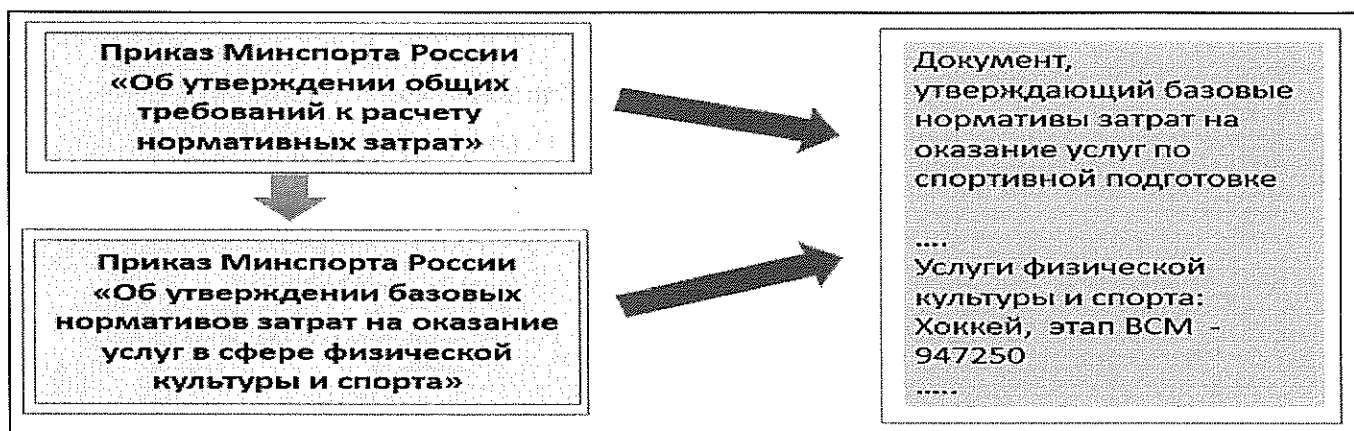 Приказ Минспорта России
«Об утверждении общих
требований к расчету
нормативных затрат»
Приказ Минспорта России
«Об утверждении базовых
нормативов затрат на оказание
услуг в сфере физической
культуры и спорта»
Документ,
утверждающий базовые
нормативы затрат на
оказание услуг по
спортивной подготовке
....
Услуги физической
культуры и спорта:
Хоккей, этап ВСМ -
947250
.....